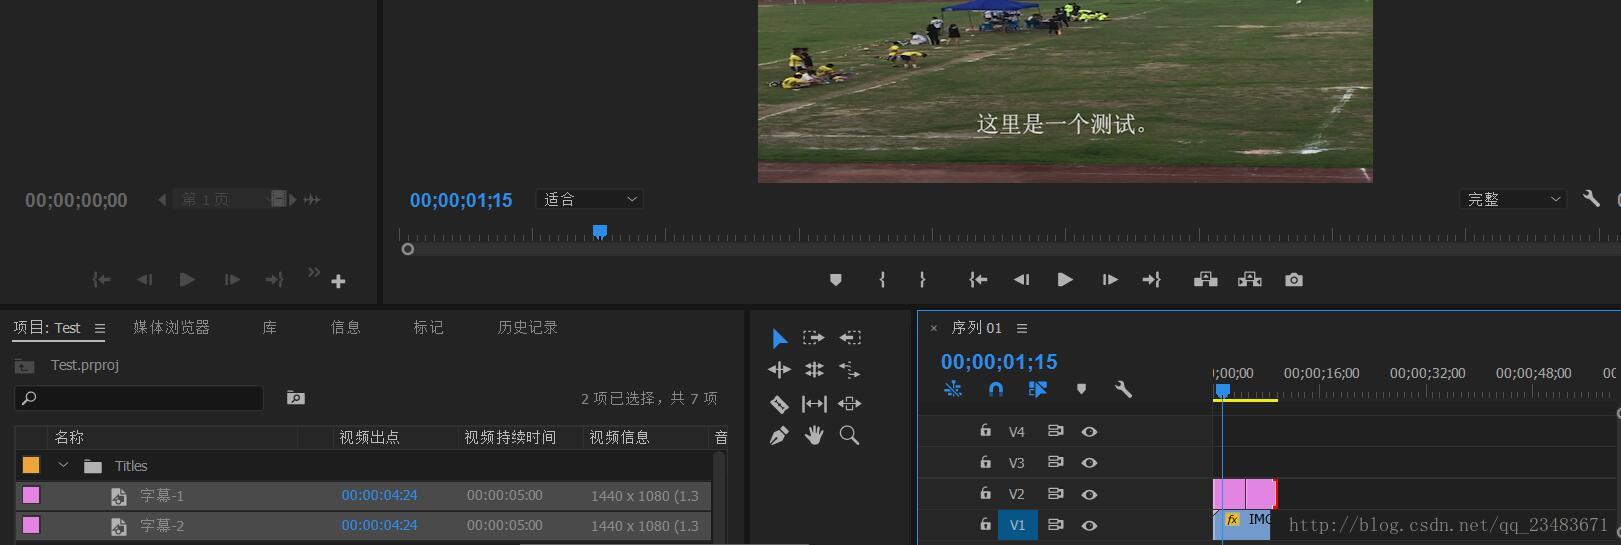 这里是一个测试。
00;00;00;00
第 1 页
00;00;01;15
适合
完整
项目: Test
媒体浏览器
库
信息
标记
历史记录
Test.prproj
2 项已选择，共 7 项
名称
视频出点
视频持续时间
视频信息
音
Titles
字幕-1
00:00:04:24
00:00:05:00
1440 x 1080 (1.3
字幕-2
00:00:04:24
00:00:05:00
1440 x 1080 (1.3
× 序列 01
00;00;01;15
;00;00
00;00;16;00
00;00;32;00
00;00;48;00
00
V4
V3
V2
V1
fx IMG
http://blog.csdn.net/qq_23483671